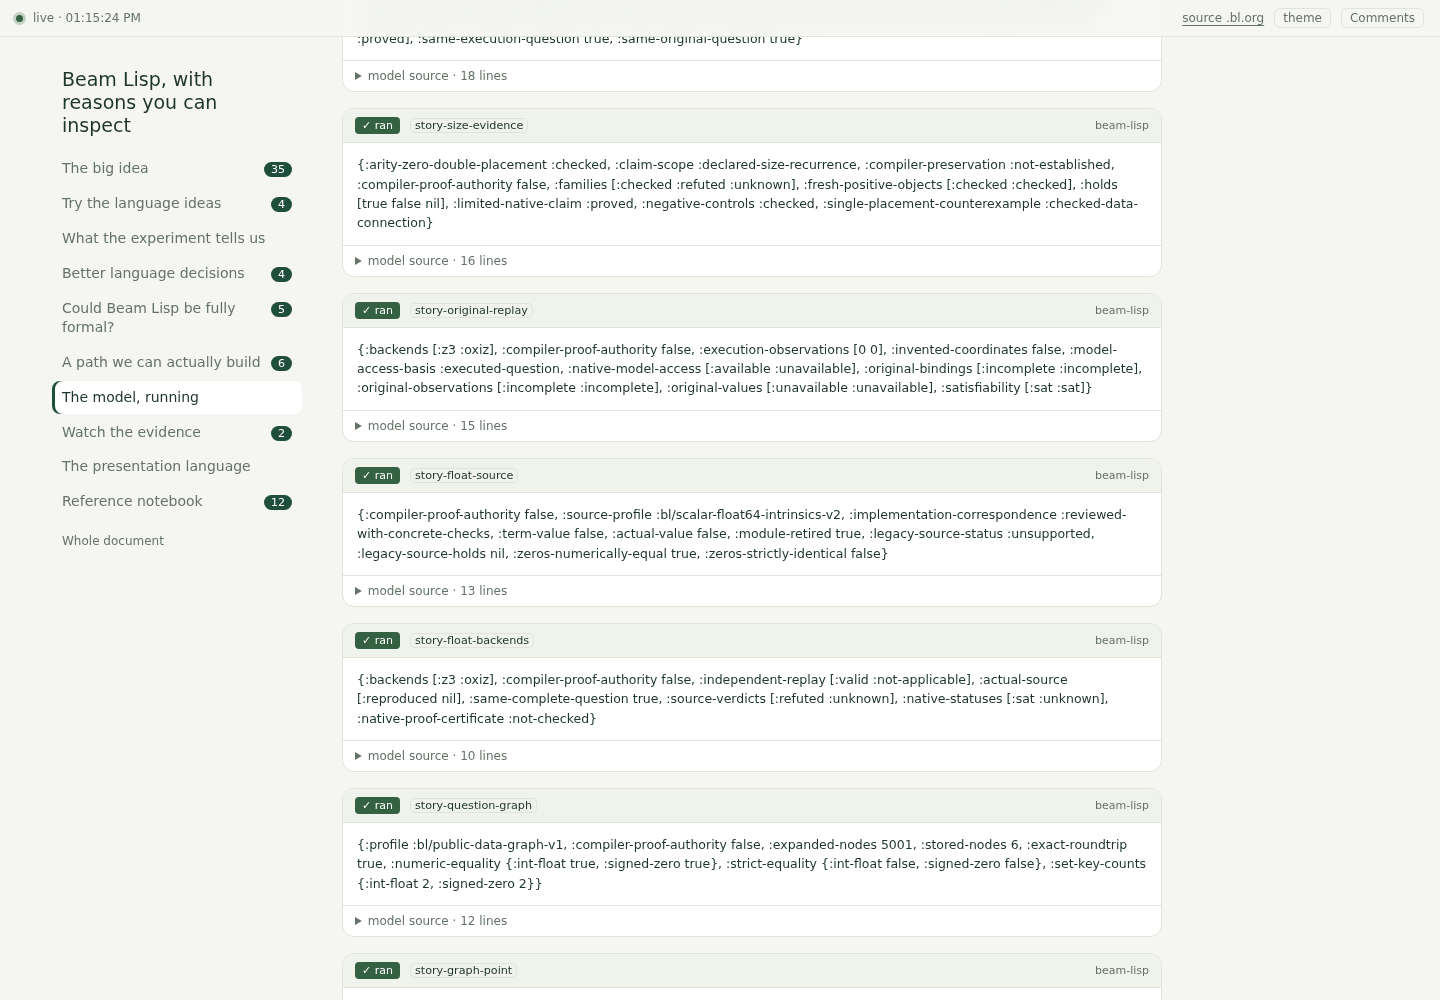 live · 01:15:24 PM
source .bl.org
theme
Comments
Beam Lisp, with
reasons you can
inspect
The big idea
35
Try the language ideas
4
What the experiment tells us
Better language decisions
4
Could Beam Lisp be fully
formal?
5
A path we can actually build
6
The model, running
Watch the evidence
2
The presentation language
Reference notebook
12
Whole document
:proved], :same-execution-question true, :same-original-question true}
▶ model source · 18 lines
✓ ran story-size-evidence beam-lisp
{:arity-zero-double-placement :checked, :claim-scope :declared-size-recurrence, :compiler-preservation :not-established,
:compiler-proof-authority false, :families [:checked :refuted :unknown], :fresh-positive-objects [:checked :checked], :holds
[true false nil], :limited-native-claim :proved, :negative-controls :checked, :single-placement-counterexample :checked-data-
connection}
▶ model source · 16 lines
✓ ran story-original-replay beam-lisp
{:backends [:z3 :oxiz], :compiler-proof-authority false, :execution-observations [0 0], :invented-coordinates false, :model-
access-basis :executed-question, :native-model-access [:available :unavailable], :original-bindings [:incomplete :incomplete],
:original-observations [:incomplete :incomplete], :original-values [:unavailable :unavailable], :satisfiability [:sat :sat]}
▶ model source · 15 lines
✓ ran story-float-source beam-lisp
{:compiler-proof-authority false, :source-profile :bl/scalar-float64-intrinsics-v2, :implementation-correspondence :reviewed-
with-concrete-checks, :term-value false, :actual-value false, :module-retired true, :legacy-source-status :unsupported,
:legacy-source-holds nil, :zeros-numerically-equal true, :zeros-strictly-identical false}
▶ model source · 13 lines
✓ ran story-float-backends beam-lisp
{:backends [:z3 :oxiz], :compiler-proof-authority false, :independent-replay [:valid :not-applicable], :actual-source
[:reproduced nil], :same-complete-question true, :source-verdicts [:refuted :unknown], :native-statuses [:sat :unknown],
:native-proof-certificate :not-checked}
▶ model source · 10 lines
✓ ran story-question-graph beam-lisp
{:profile :bl/public-data-graph-v1, :compiler-proof-authority false, :expanded-nodes 5001, :stored-nodes 6, :exact-roundtrip
true, :numeric-equality {:int-float true, :signed-zero true}, :strict-equality {:int-float false, :signed-zero false}, :set-key-counts
{:int-float 2, :signed-zero 2}}
▶ model source · 12 lines
✓ ran story-graph-point beam-lisp